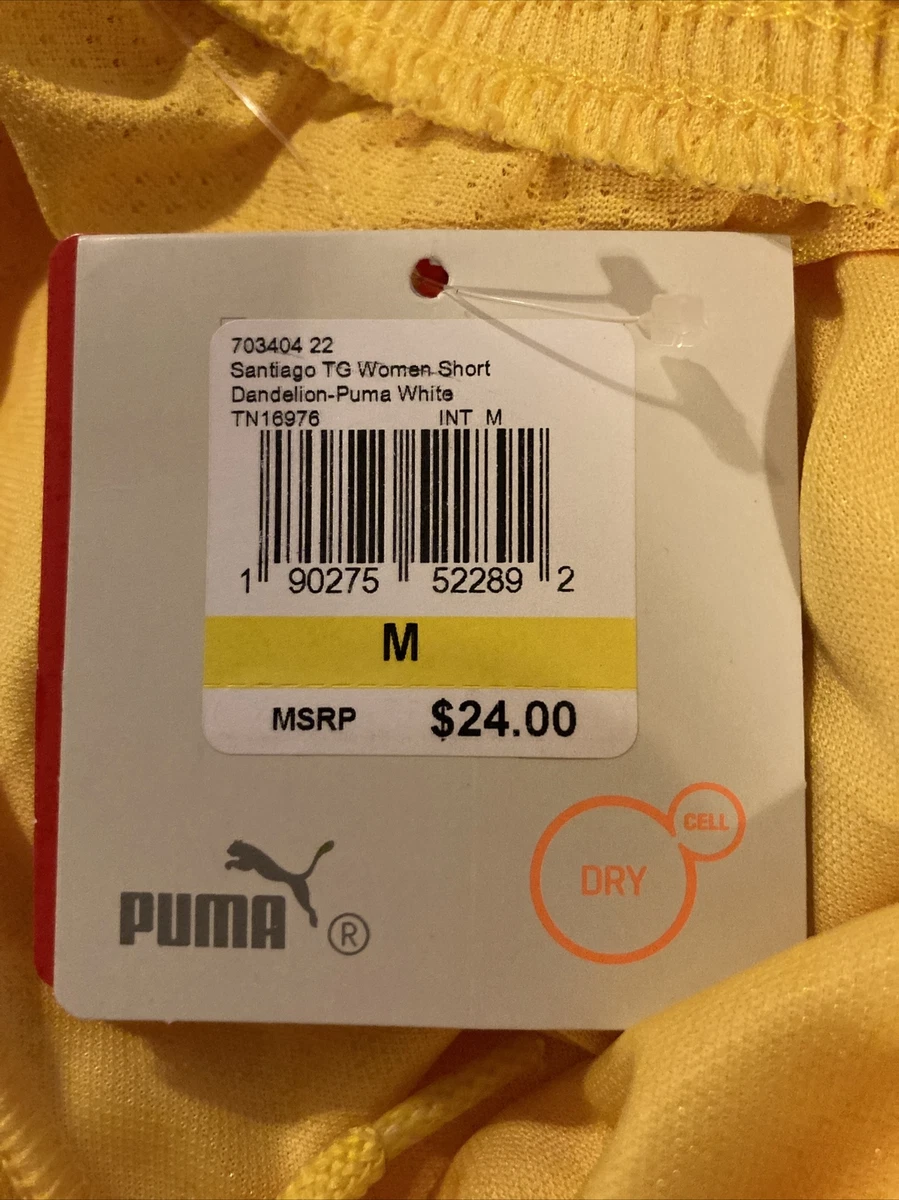 703404 22
Santiago TG Women Short
Dandelion-Puma White
TN16976 INT M
1 90275 52289 2
M
MSRP $24.00
CELL
DRY
PUMA ®